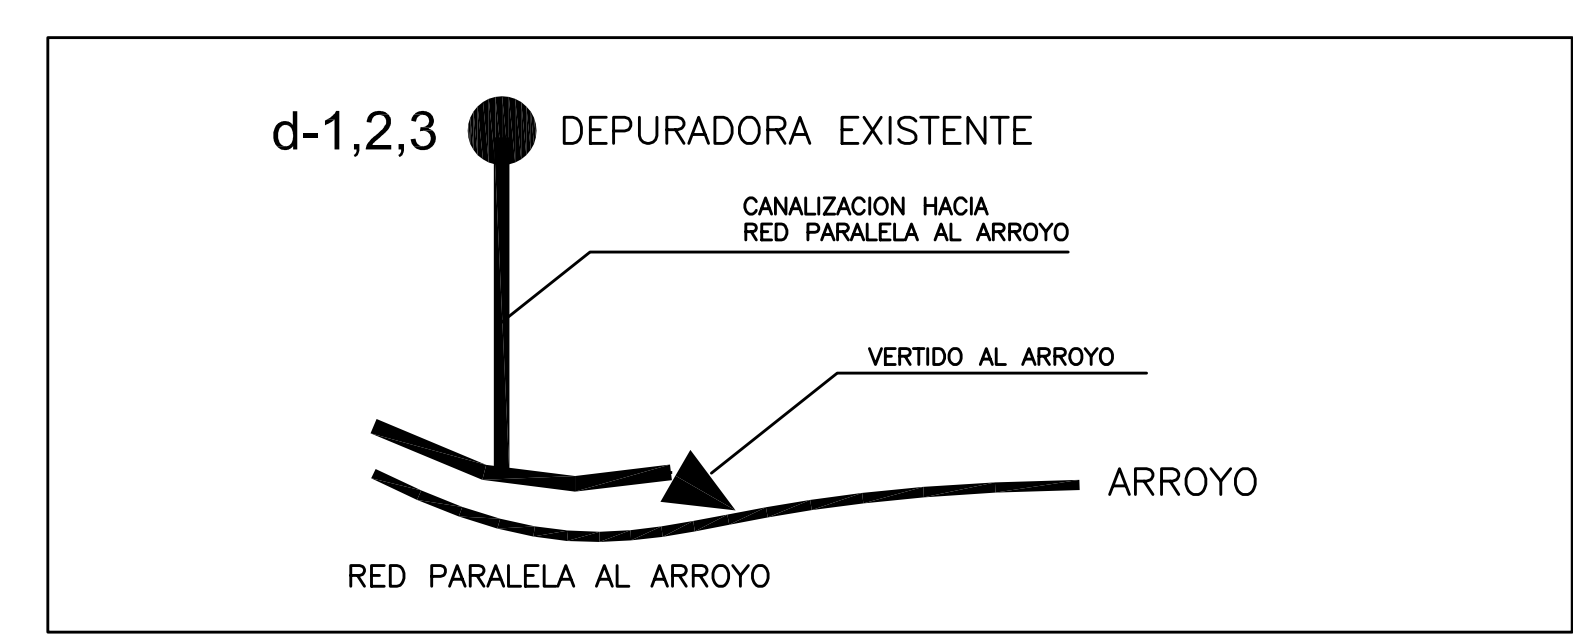 d-1,2,3 DEPURADORA EXISTENTE
CANALIZACION HACIA
RED PARALELA AL ARROYO
VERTIDO AL ARROYO
ARROYO
RED PARALELA AL ARROYO